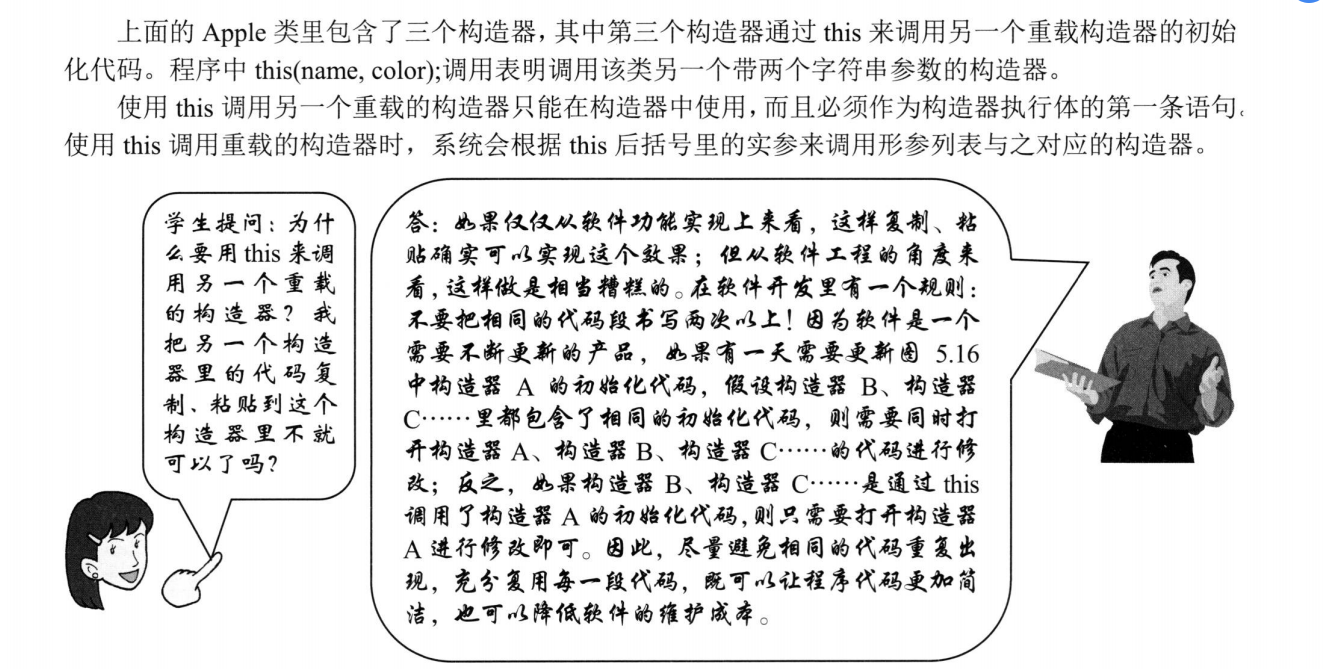 上面的 Apple 类里包含了三个构造器，其中第三个构造器通过 this 来调用另一个重载构造器的初始
化代码。程序中 this(name, color);调用表明调用该类另一个带两个字符串参数的构造器。
使用 this 调用另一个重载的构造器只能在构造器中使用，而且必须作为构造器执行体的第一条语句。
使用 this 调用重载的构造器时，系统会根据 this 后括号里的实参来调用形参列表与之对应的构造器。
学生提问：为什
么要用 this 来调
用另一个重载
的构造器？我
把另一个构造
器里的代码复
制、粘贴到这个
构造器里不就
可以了吗？
答：如果仅仅从软件功能实现上来看，这样复制、粘
贴确实可以实现这个效果；但从软件工程的角度来
看，这样做是相当糟糕的。在软件开发里有一个规则：
不要把相同的代码段书写两次以上！因为软件是一个
需要不断更新的产品，如果有一天需要更新图 5.16
中构造器 A 的初始化代码，假设构造器 B、构造器
C……里都包含了相同的初始化代码，则需要同时打
开构造器 A、构造器 B、构造器 C……的代码进行修
改；反之，如果构造器 B、构造器 C……是通过 this
调用了构造器 A 的初始化代码，则只需要打开构造器
A 进行修改即可。因此，尽量避免相同的代码重复出
现，充分复用每一段代码，既可以让程序代码更加简
洁，也可以降低软件的维护成本。